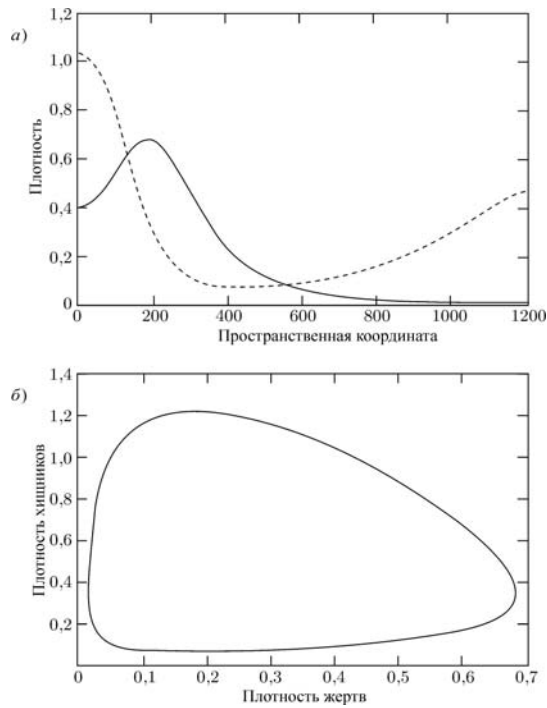 а)
1,2
1,0
0,8
0,6
0,4
0,2
0
Плотность
0 200 400 600 800 1000 1200
Пространственная координата
б)
1,4
1,2
1,0
0,8
0,6
0,4
0,2
Плотность хищников
0 0,1 0,2 0,3 0,4 0,5 0,6 0,7
Плотность жертв